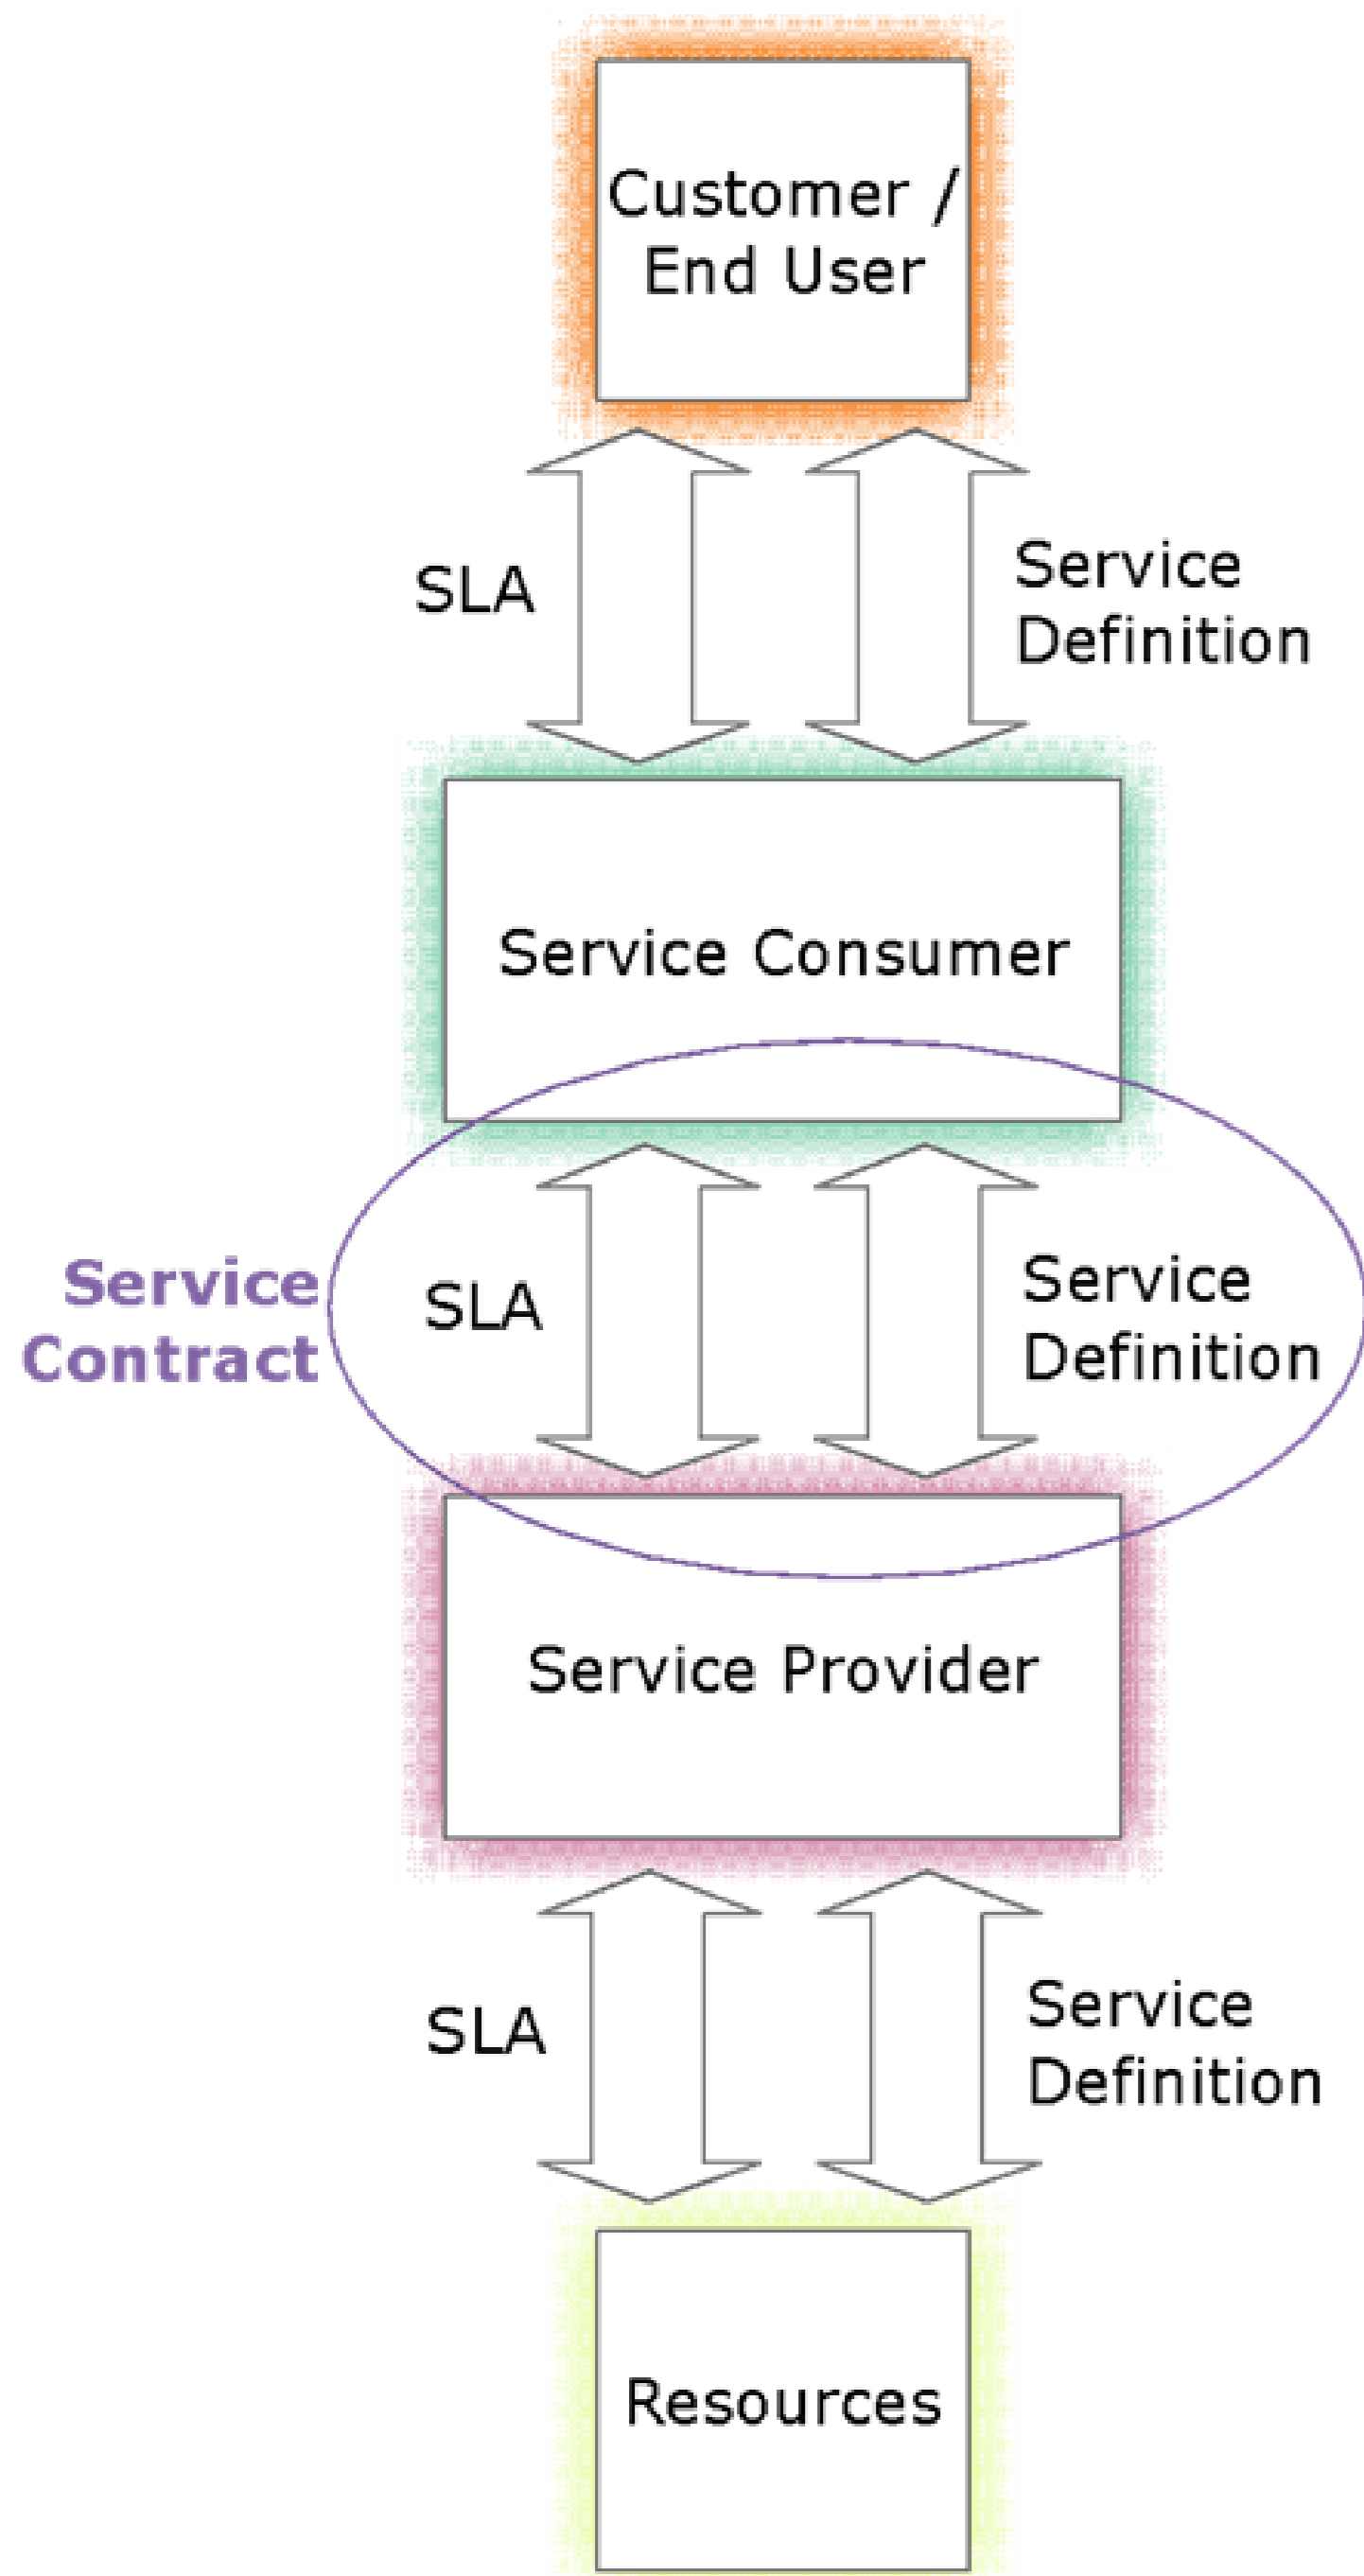 Customer /
End User
SLA
Service
Definition
Service Consumer
Service
Contract
SLA
Service
Definition
Service Provider
SLA
Service
Definition
Resources